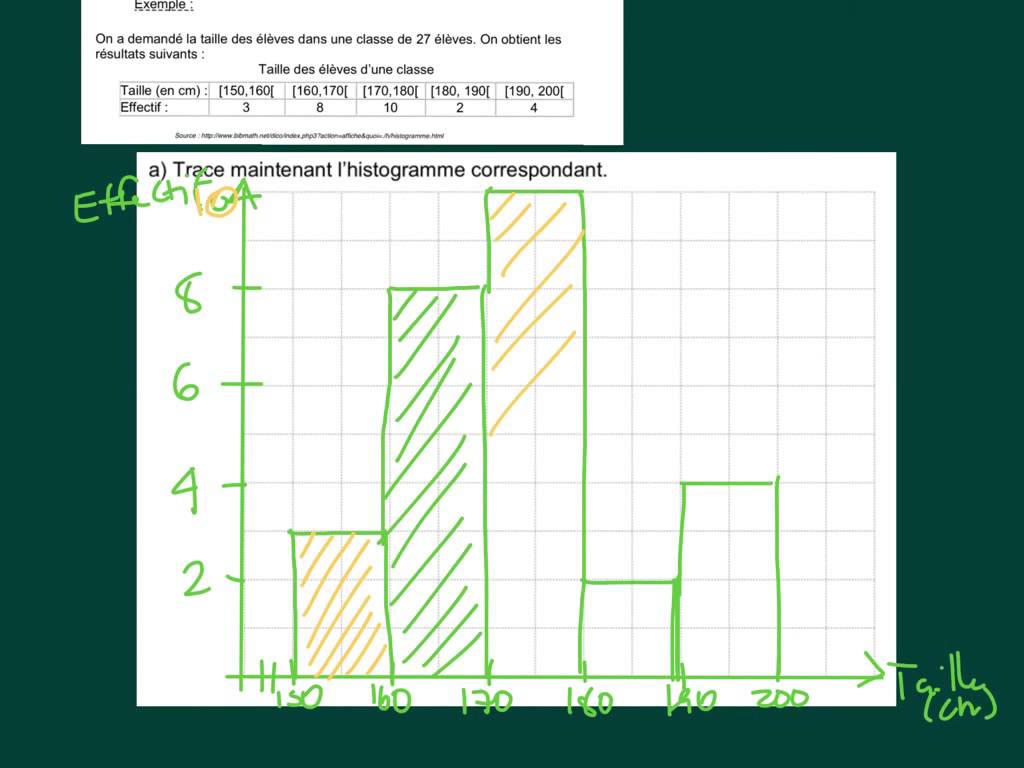 Exemple :
On a demandé la taille des élèves dans une classe de 27 élèves. On obtient les
résultats suivants :
Taille des élèves d'une classe
Taille (en cm) : [150,160[ [160,170[ [170,180[ [180, 190[ [190, 200[
Effectif : 3 8 10 2 4
Source : http://www.bibmath.net/dico/index.php3?action=affiche&quoi=./h/histogramme.html
a) Trace maintenant l'histogramme correspondant.
Effectif
10
8
6
4
2
150 160 170 180 190 200
Taille
(cm)